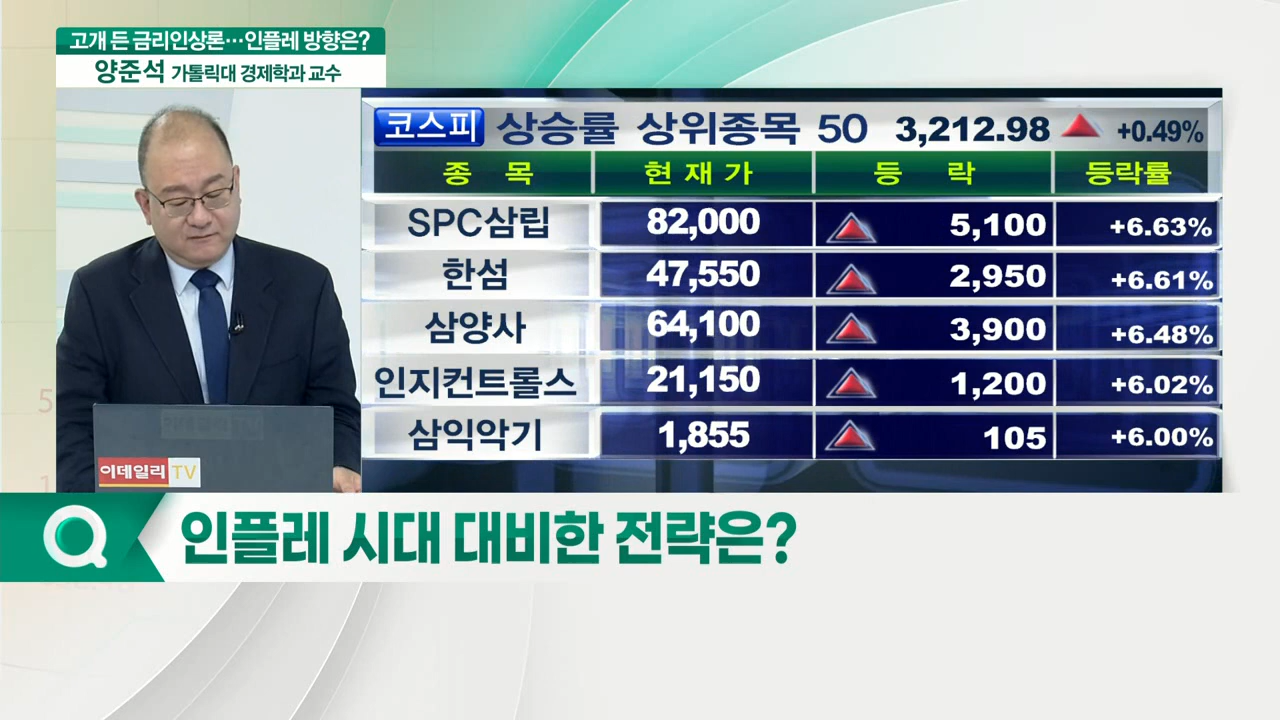 고개 든 금리인상론…인플레 방향은?
양준석 가톨릭대 경제학과 교수
코스피 상승률 상위종목 50 3,212.98 +0.49%
종목 현재가 등락 등락률
SPC삼립 82,000 5,100 +6.63%
한섬 47,550 2,950 +6.61%
삼양사 64,100 3,900 +6.48%
인지컨트롤스 21,150 1,200 +6.02%
삼익악기 1,855 105 +6.00%
이데일리 TV
Q 인플레 시대 대비한 전략은?